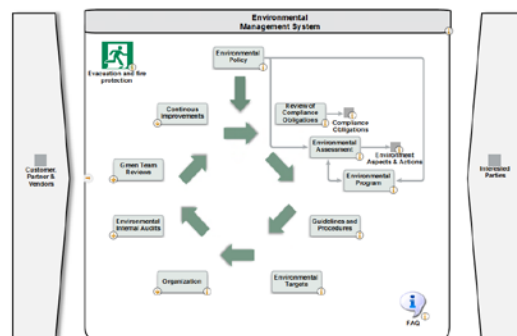 Environmental
Management System
Evacuation and fire
protection
Environmental
Policy
Continous
Improvements
Review of
Compliance
Obligations
Compliance
Obligations
Environmental
Assessment
Environment
Aspects & Actions
Green Team
Reviews
Customer,
Partner &
Vendors
Interested
Parties
Environmental
Program
Environmental
Internal Audits
Guidelines and
Procedures
Organization
Environmental
Targets
FAQ